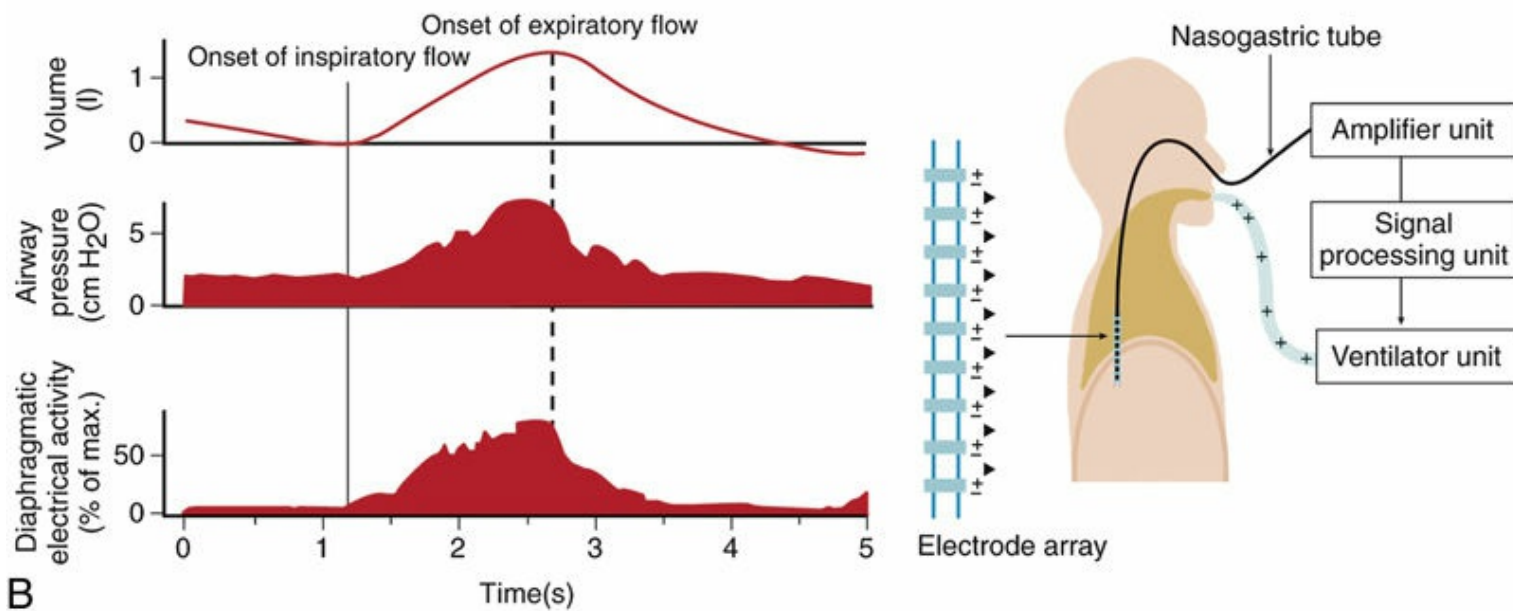 Onset of expiratory flow
Onset of inspiratory flow
Volume
(l)
1
0
Airway
pressure
(cm H2O)
5
0
Diaphragmatic
electrical activity
(% of max.)
50
0
0 1 2 3 4 5
Time(s)
B
Nasogastric tube
Amplifier unit
Signal
processing unit
Ventilator unit
±
±
±
±
±
±
±
±
±
+
+
+
+
+
+
Electrode array